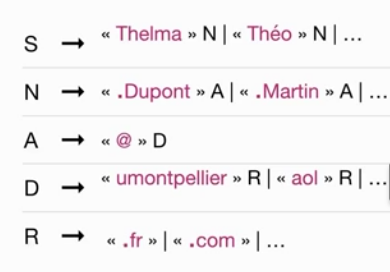 S → « Thelma » N | « Théo » N | ...
N → « .Dupont » A | « .Martin » A | ...
A → « @ » D
D → « umontpellier » R | « aol » R | ...
R → « .fr » | « .com » | ...